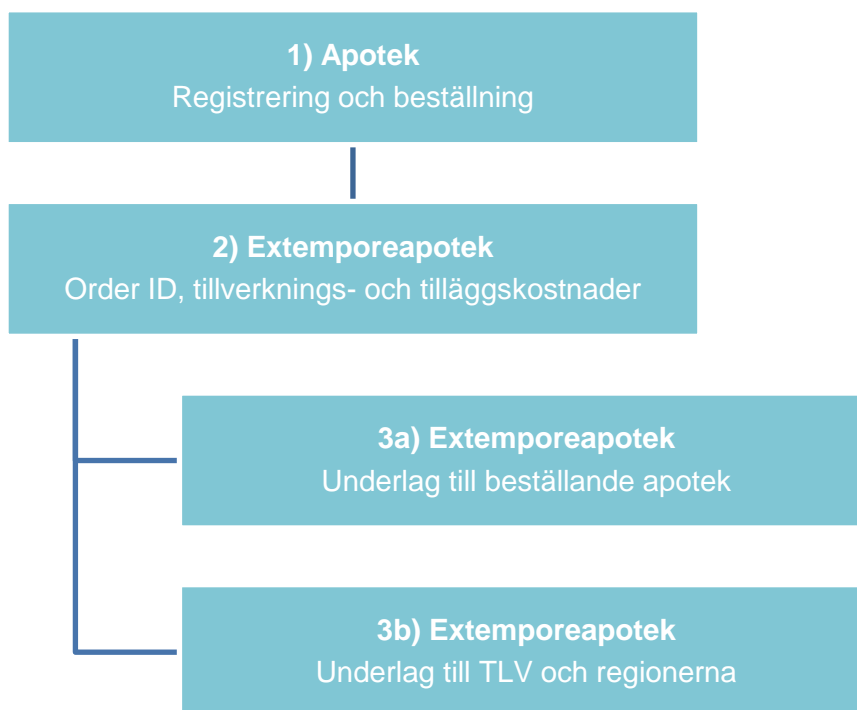 1) Apotek
Registrering och beställning
2) Extemporeapotek
Order ID, tillverknings- och tilläggskostnader
3a) Extemporeapotek
Underlag till beställande apotek
3b) Extemporeapotek
Underlag till TLV och regionerna